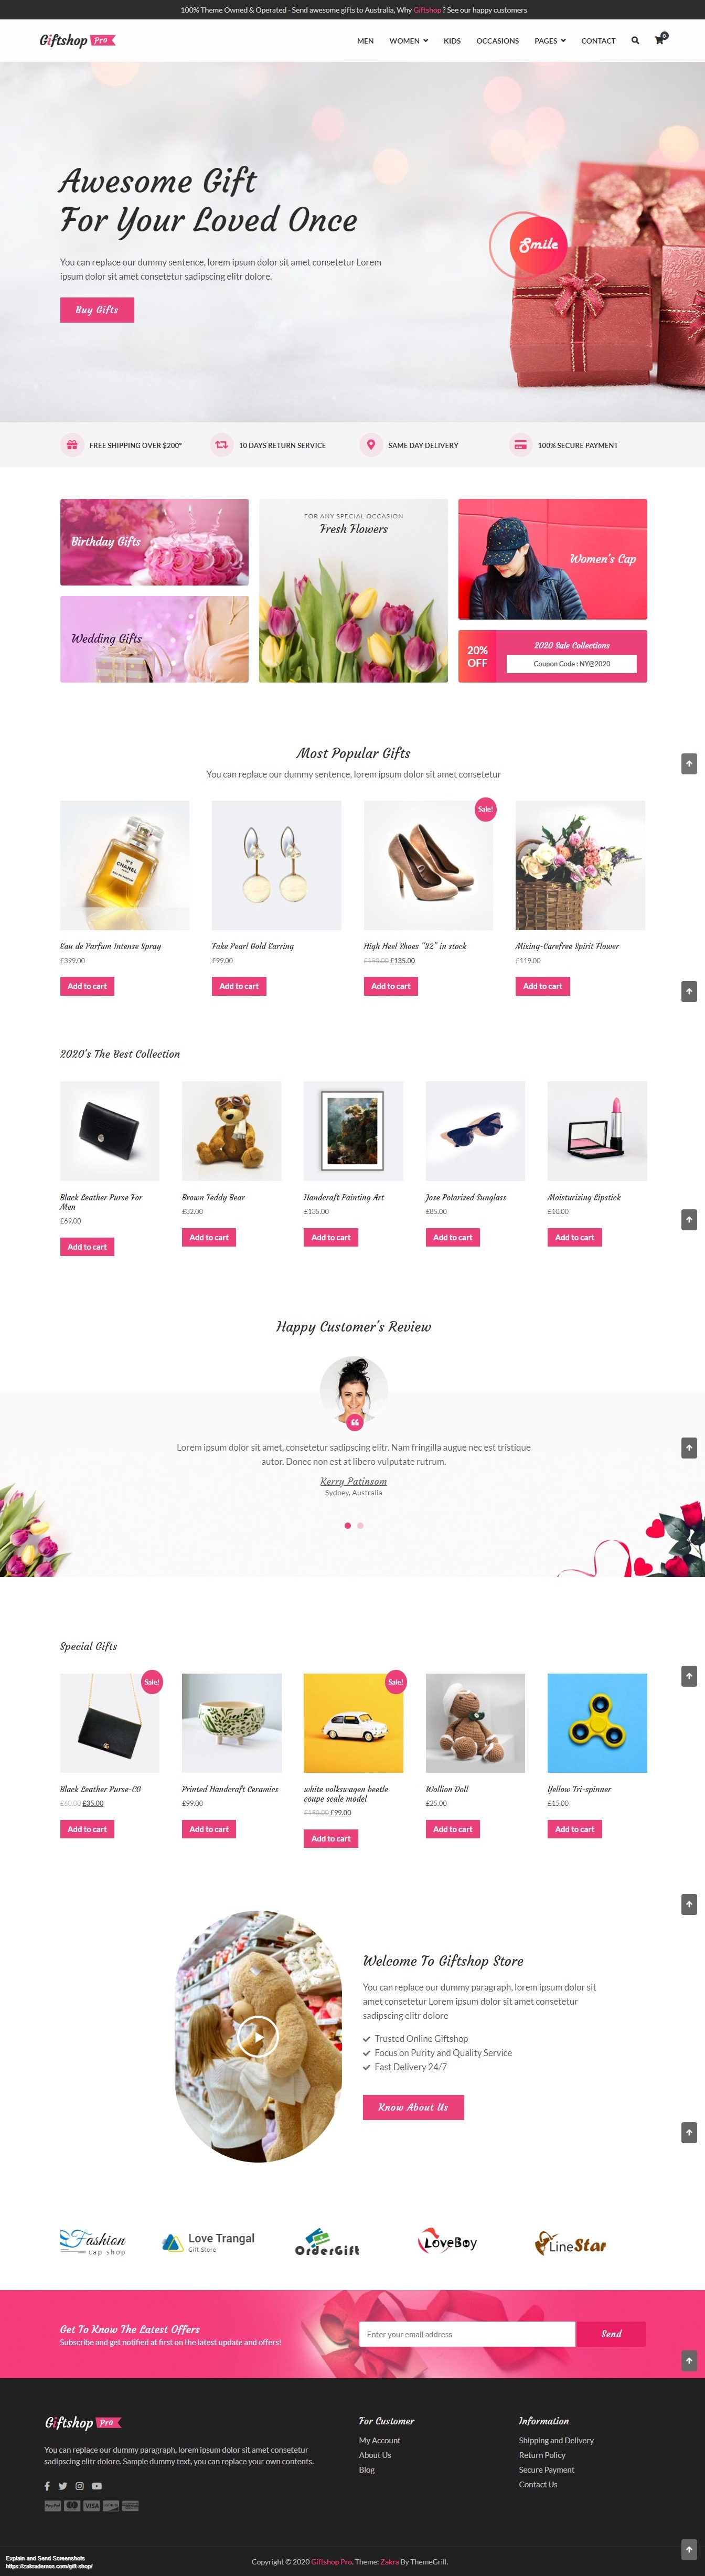 100% Theme Owned & Operated - Send awesome gifts to Australia, Why Giftshop ? See our happy customers
Giftshop Pro
MEN WOMEN KIDS OCCASIONS PAGES CONTACT 0
Awesome Gift
For Your Loved Once
Smile
You can replace our dummy sentence, lorem ipsum dolor sit amet consetetur Lorem
ipsum dolor sit amet consetetur sadipscing elitr dolore.
Buy Gifts
FREE SHIPPING OVER $200* 10 DAYS RETURN SERVICE SAME DAY DELIVERY 100% SECURE PAYMENT
Birthday Gifts
Wedding Gifts
FOR ANY SPECIAL OCCASION
Fresh Flowers
Women's Cap
20%
OFF
2020 Sale Collections
Coupon Code : NY@2020
Most Popular Gifts
You can replace our dummy sentence, lorem ipsum dolor sit amet consetetur
N°5
CHANEL
Eau de Parfum Intense Spray
£399.00
Add to cart
Fake Pearl Gold Earring
£99.00
Add to cart
Sale!
High Heel Shoes "32" in stock
£150.00 £135.00
Add to cart
Mixing-Carefree Spirit Flower
£119.00
Add to cart
2020's The Best Collection
Black Leather Purse For
Men
£69.00
Add to cart
Brown Teddy Bear
£32.00
Add to cart
Handcraft Painting Art
£135.00
Add to cart
Jose Polarized Sunglass
£85.00
Add to cart
Moisturizing Lipstick
£10.00
Add to cart
Happy Customer's Review
Lorem ipsum dolor sit amet, consetetur sadipscing elitr. Nam fringilla augue nec est tristique
autor. Donec non est at libero vulputate rutrum.
Kerry Patinsom
Sydney, Australia
Special Gifts
Sale!
Black Leather Purse-CG
£60.00 £35.00
Add to cart
Printed Handcraft Ceramics
£99.00
Add to cart
Sale!
white volkswagen beetle
coupe scale model
£150.00 £99.00
Add to cart
Wollion Doll
£25.00
Add to cart
Yellow Tri-spinner
£15.00
Add to cart
Welcome To Giftshop Store
You can replace our dummy paragraph, lorem ipsum dolor sit
amet consetetur Lorem ipsum dolor sit amet consetetur
sadipscing elitr dolore
Trusted Online Giftshop
Focus on Purity and Quality Service
Fast Delivery 24/7
Know About Us
Fashion
cap shop
Love Trangal
Gift Store
OrderGift
LoveBoy
LineStar
Get To Know The Latest Offers
Subscribe and get notified at first on the latest update and offers!
Enter your email address
Send
Giftshop Pro
You can replace our dummy paragraph, lorem ipsum dolor sit amet consetetur
sadipscing elitr dolore. Sample dummy text, you can replace your own contents.
For Customer
My Account
About Us
Blog
Information
Shipping and Delivery
Return Policy
Secure Payment
Contact Us
VISA
Copyright © 2020 Giftshop Pro. Theme: Zakra By ThemeGrill.
Explain and Send Screenshots
https://zakrademos.com/gift-shop/